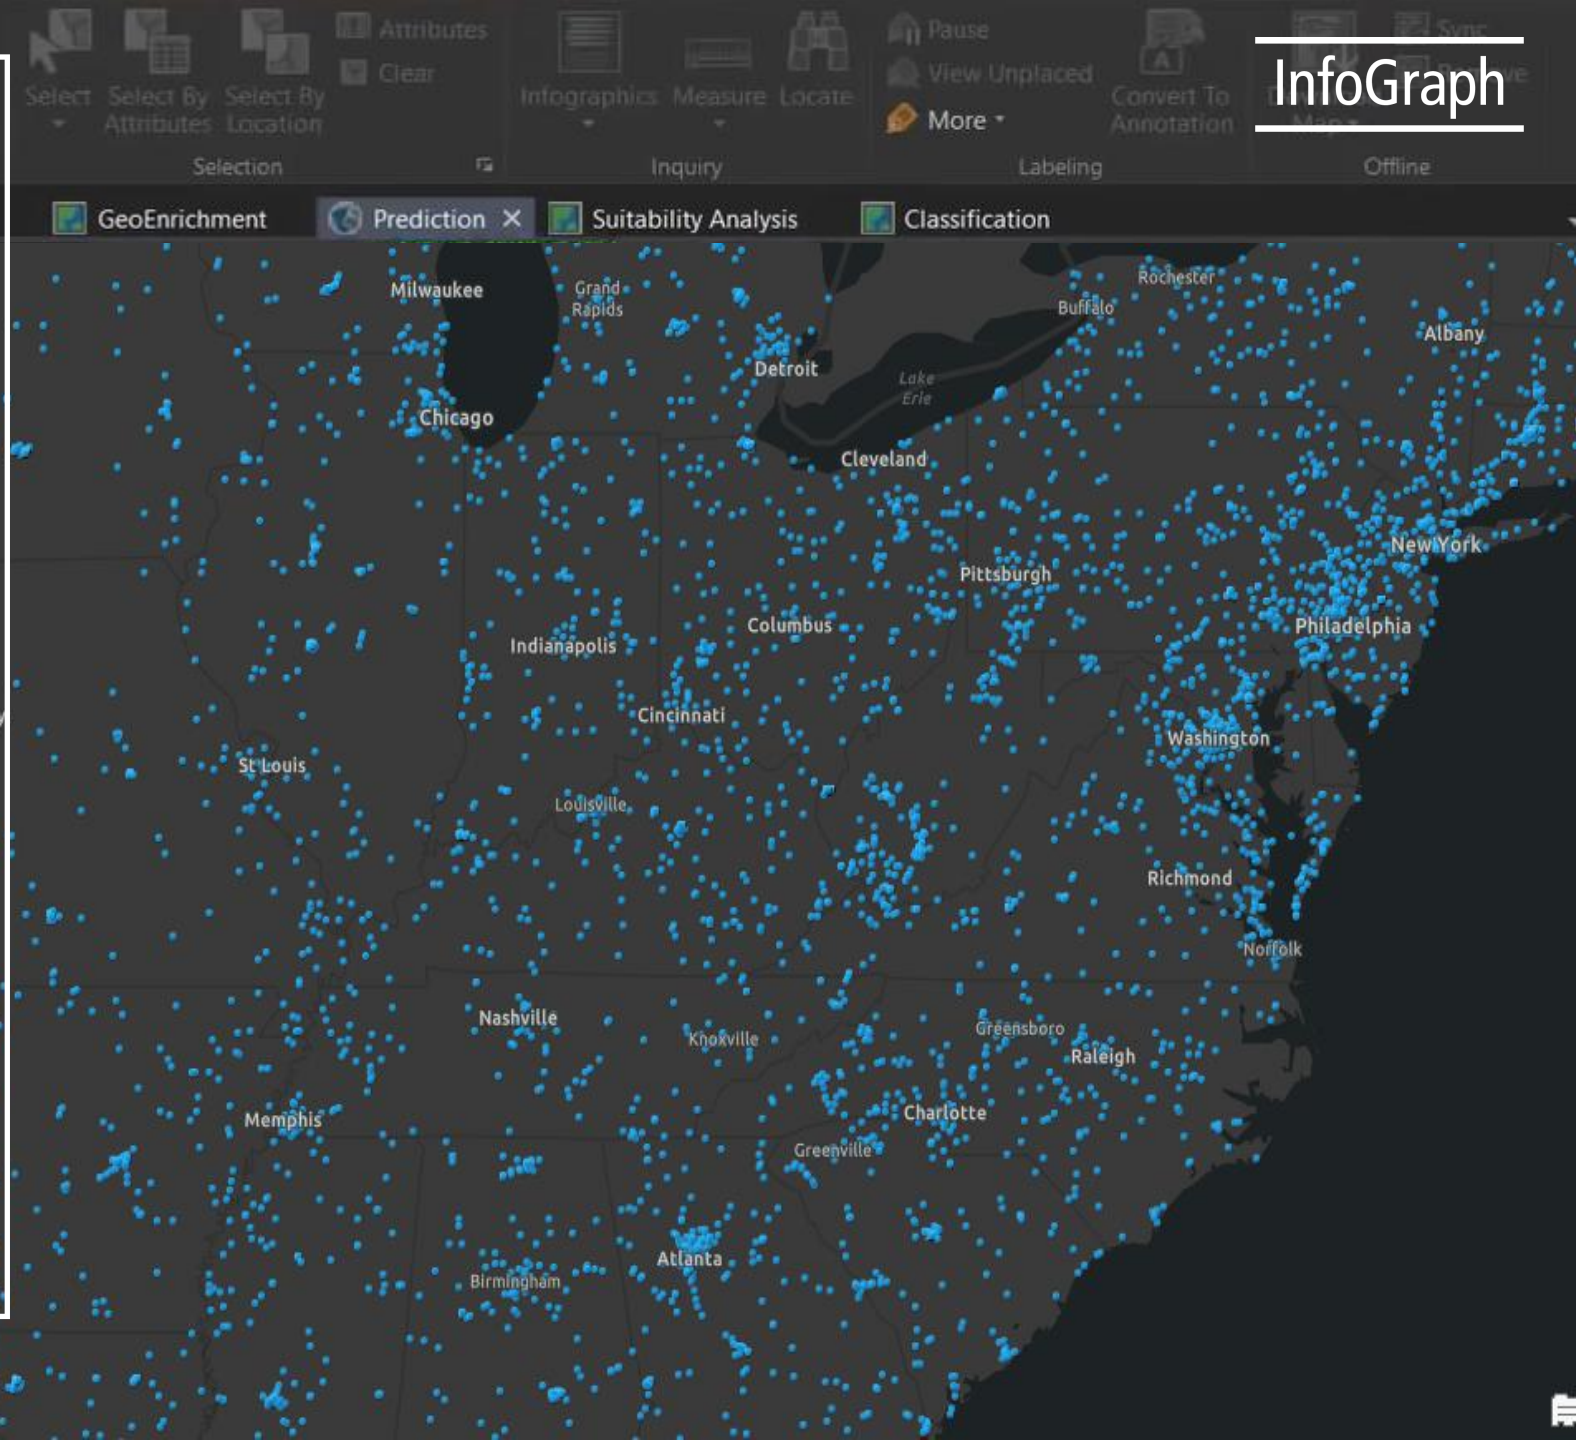 Attributes
Clear
Select
Select By
Attributes
Select By
Location
Selection
Infographics
Measure
Locate
Inquiry
Pause
View Unplaced
More
Convert To
Annotation
Labeling
Sync
InfoGraph
Map
Offline
GeoEnrichment
Prediction
Suitability Analysis
Classification
Milwaukee
Grand
Rapids
Rochester
Buffalo
Albany
Detroit
Lake
Erie
Chicago
Cleveland
New York
Pittsburgh
Columbus
Philadelphia
Indianapolis
Cincinnati
Washington
St Louis
Louisville
Richmond
Norfolk
Nashville
Knoxville
Greensboro
Raleigh
Memphis
Charlotte
Greenville
Atlanta
Birmingham